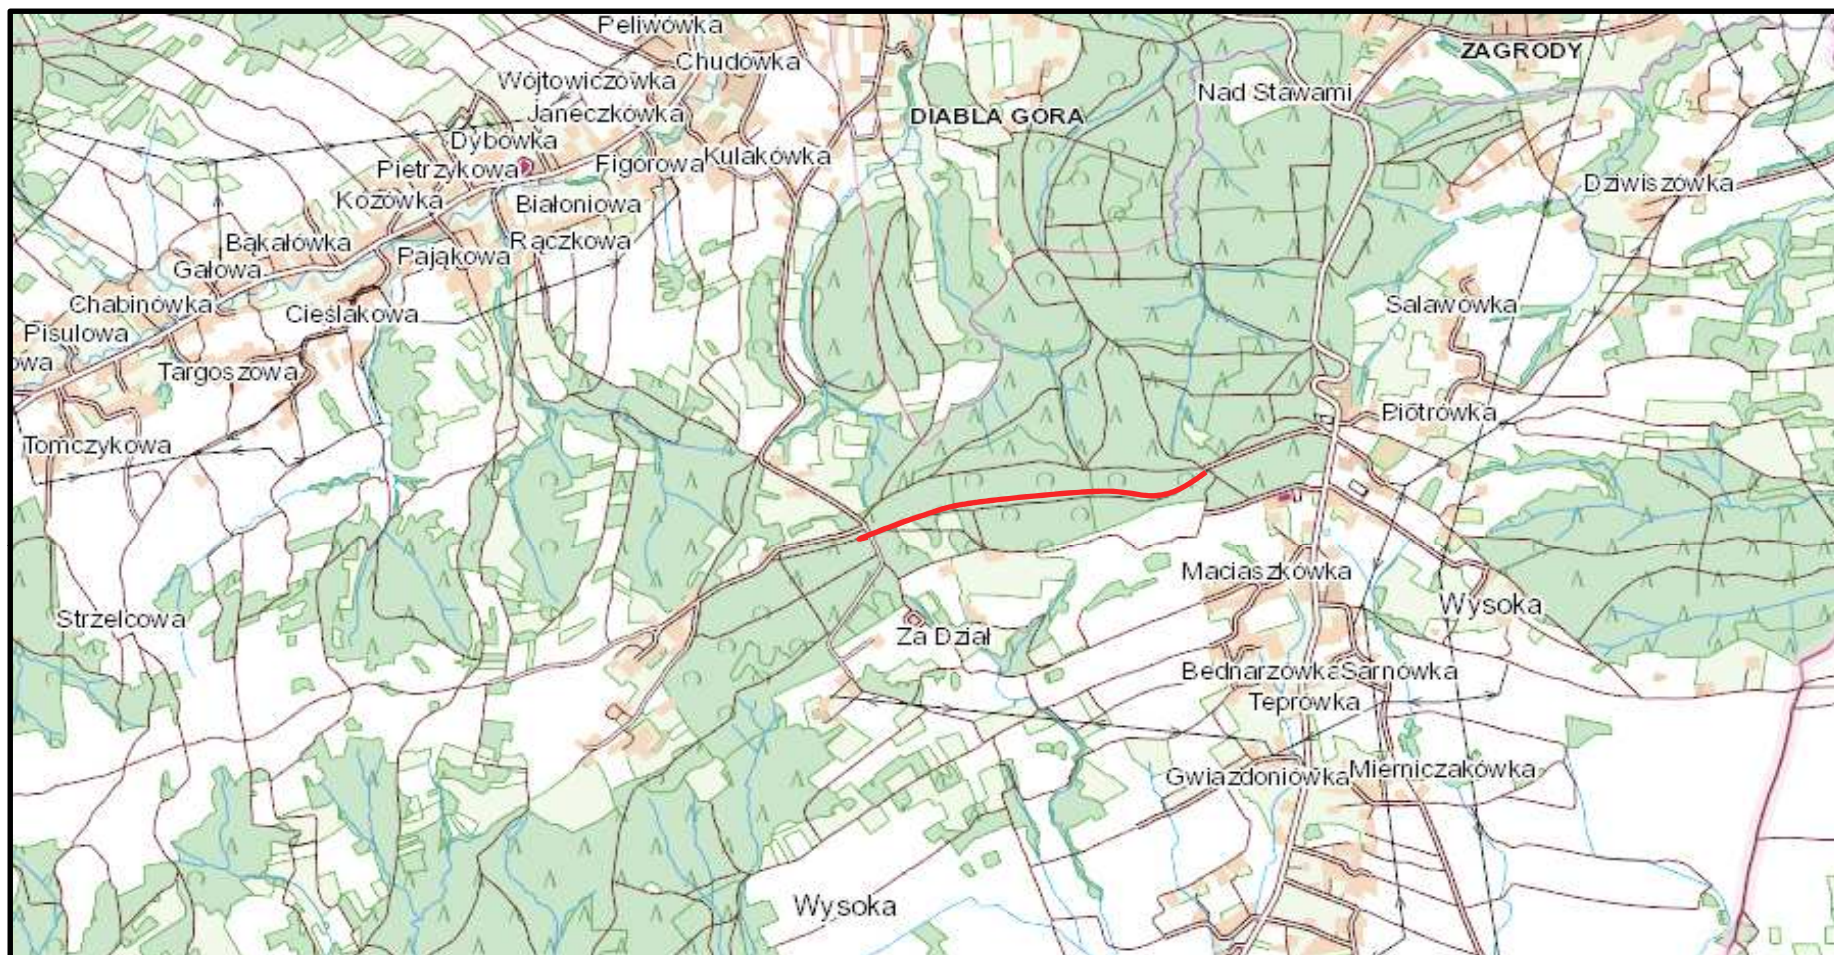 Peliwówka
Chudówka
ZAGRODY
Wójtowiczówka
Nad Stawami
Janeczkówka
DIABLA GÓRA
Dybówka
Pietrzykowa
Figorowa
Kulakówka
Dziwiszówka
Kozówka
Białoniowa
Bąkałówka
Rączkowa
Pająkowa
Gałowa
Chabinówka
Cieślakowa
Salawówka
Pisulowa
owa
Targoszowa
Piotrówka
Tomczykowa
Maciaszkówka
Wysoka
Strzelcowa
Za Dział
Bednarzówka
Sarnówka
Teprówka
Gwiazdoniówka
Mierniczakówka
Wysoka